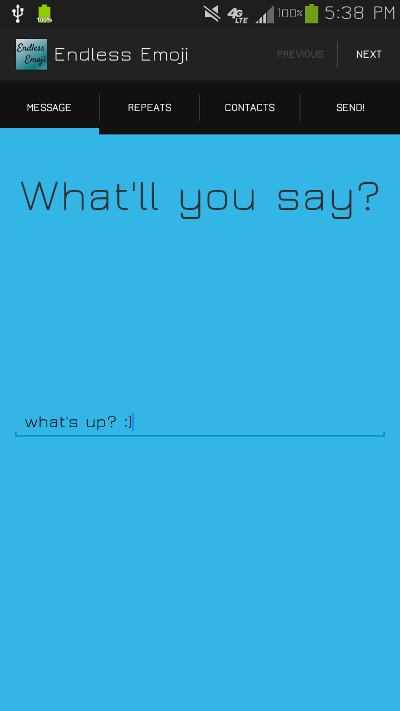 100% 4G LTE 100% 5:38 PM
Endless Emoji Endless Emoji PREVIOUS NEXT
MESSAGE REPEATS CONTACTS SEND!
What'll you say?
what's up? :)